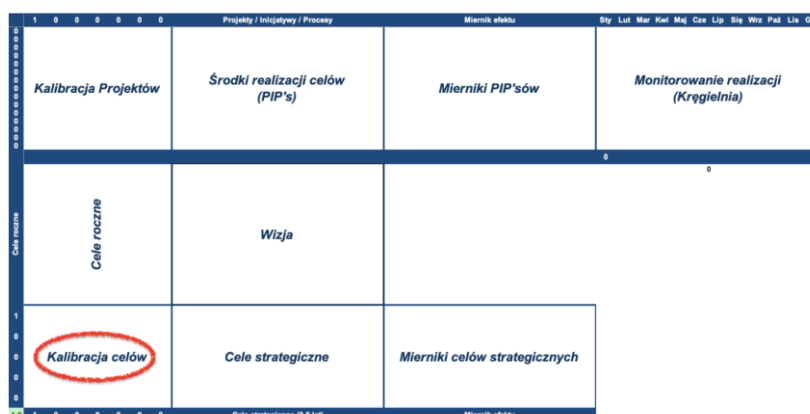 1 0 0 0 0 0 0 Projekty / Inicjatywy / Procesy Miernik efektu Sty Lut Mar Kwi Maj Cze Lip Się Wrz Paź Lis
Kalibracja Projektów
Środki realizacji celów
(PIP's)
Mierniki PIP'sów
Monitorowanie realizacji
(Kręgielnia)
0
0
Cele roczne
Cele roczne
Wizja
1
0
0
0
0
Kalibracja celów
Cele strategiczne
Mierniki celów strategicznych